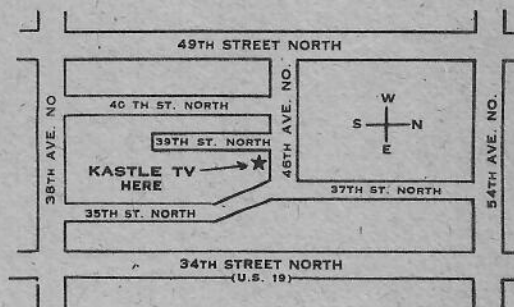 49TH STREET NORTH
40 TH ST. NORTH
39TH ST. NORTH
KASTLE TV
HERE
38TH AVE. NO
46TH AVE. NO.
W
S N
E
54TH AVE. NO.
37TH ST. NORTH
35TH ST. NORTH
34TH STREET NORTH
(U.S. 19)